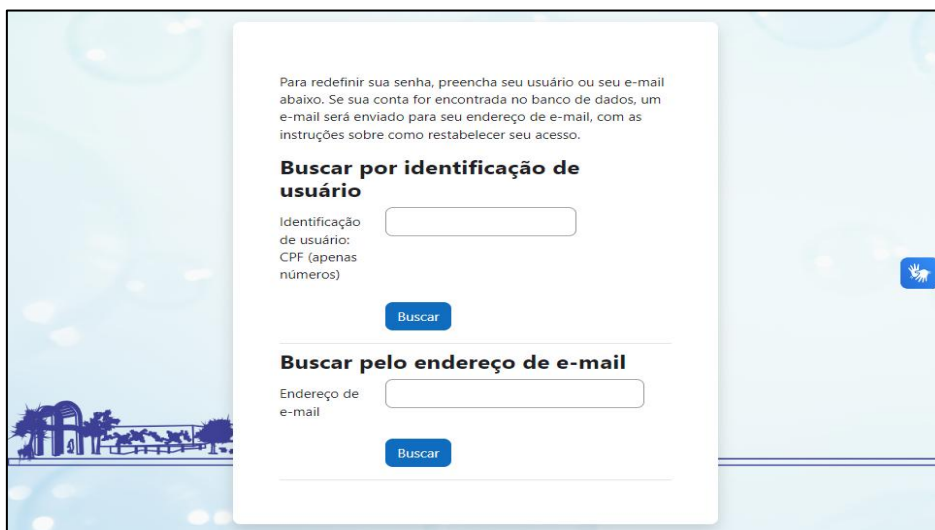 Para redefinir sua senha, preencha seu usuário ou seu e-mail
abaixo. Se sua conta for encontrada no banco de dados, um
e-mail será enviado para seu endereço de e-mail, com as
instruções sobre como restabelecer seu acesso.
Buscar por identificação de
usuário
Identificação
de usuário:
CPF (apenas
números)
Buscar
Buscar pelo endereço de e-mail
Endereço de
e-mail
Buscar